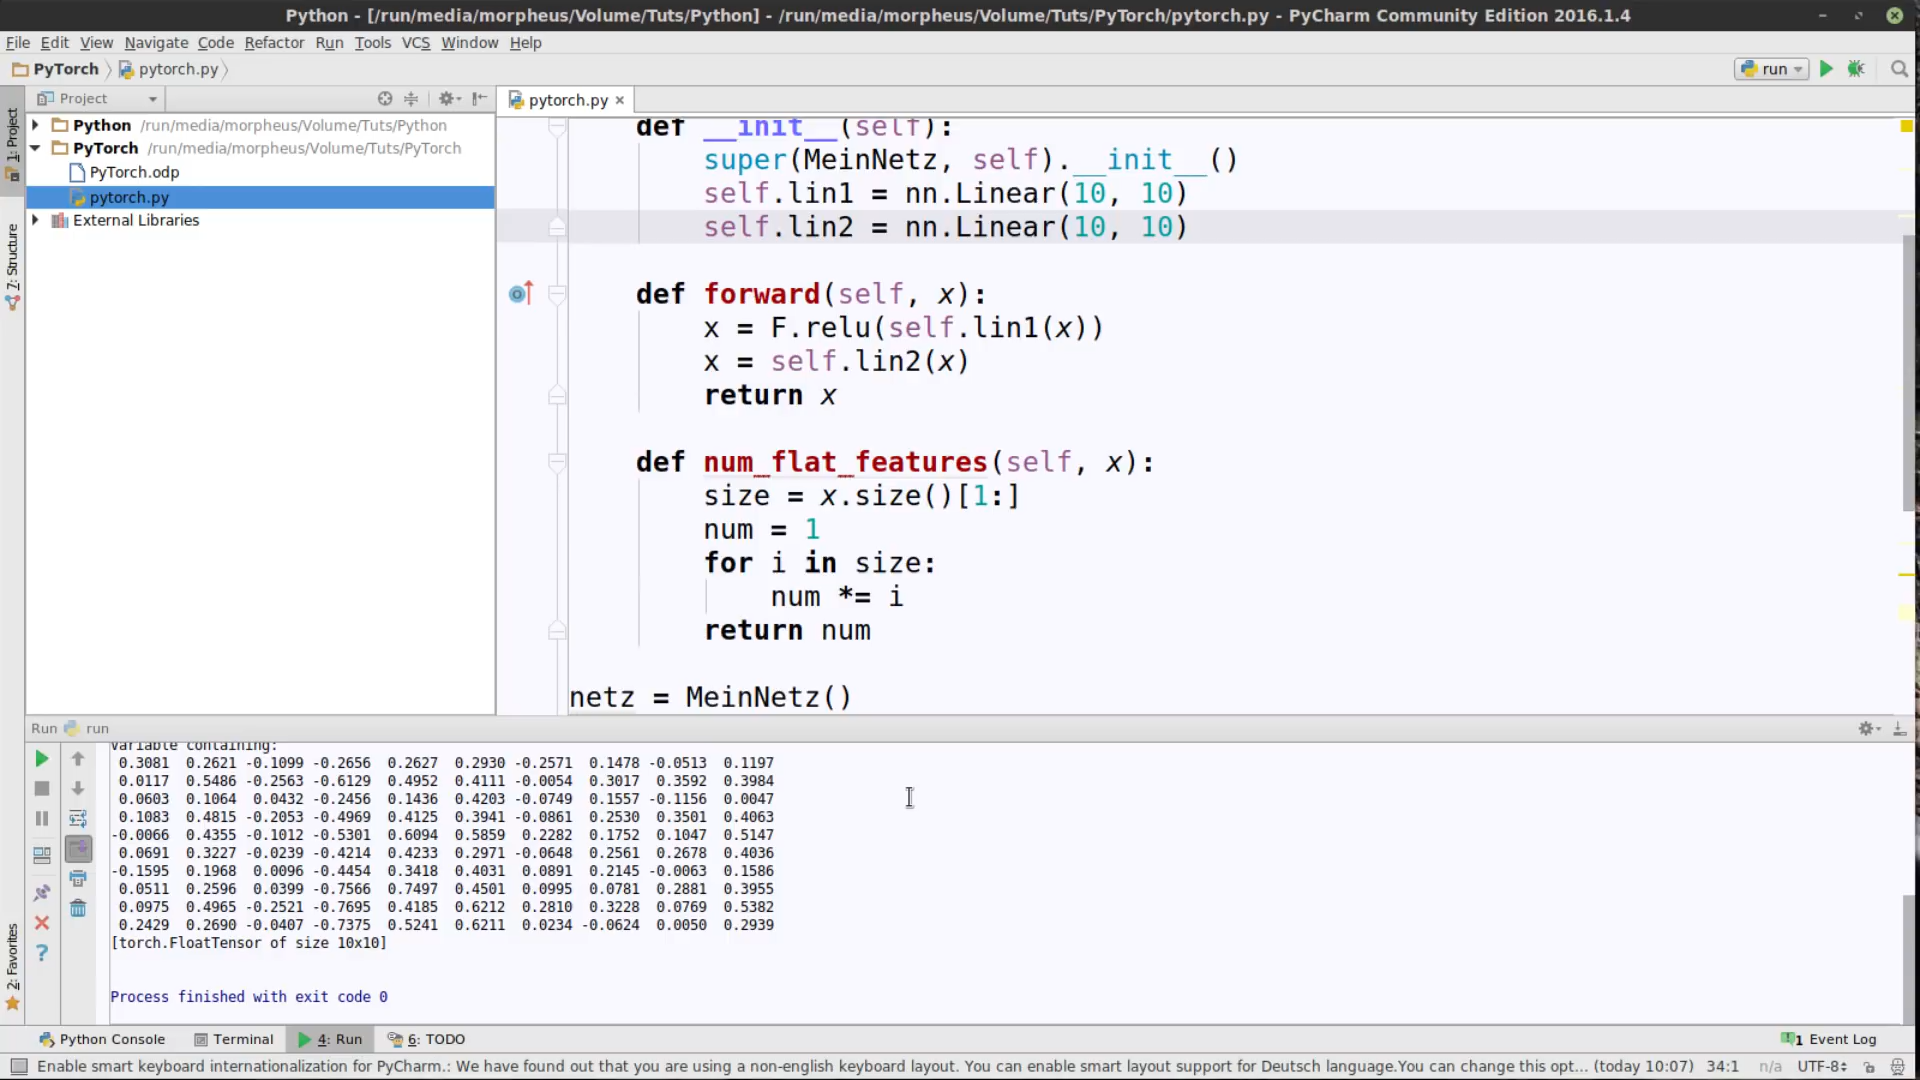 Python - [/run/media/morpheus/Volume/Tuts/Python] - /run/media/morpheus/Volume/Tuts/PyTorch/pytorch.py - PyCharm Community Edition 2016.1.4
File Edit View Navigate Code Refactor Run Tools VCS Window Help
PyTorch pytorch.py run
Project
pytorch.py
1: Project
7: Structure
2: Favorites
Python /run/media/morpheus/Volume/Tuts/Python
PyTorch /run/media/morpheus/Volume/Tuts/PyTorch
PyTorch.odp
pytorch.py
External Libraries
def __init__(self):
super(MeinNetz, self).__init__()
self.lin1 = nn.Linear(10, 10)
self.lin2 = nn.Linear(10, 10)
def forward(self, x):
x = F.relu(self.lin1(x))
x = self.lin2(x)
return x
def num_flat_features(self, x):
size = x.size()[1:]
num = 1
for i in size:
num *= i
return num
netz = MeinNetz()
Run run
Variable containing:
0.3081 0.2621 -0.1099 -0.2656 0.2627 0.2930 -0.2571 0.1478 -0.0513 0.1197
0.0117 0.5486 -0.2563 -0.6129 0.4952 0.4111 -0.0054 0.3017 0.3592 0.3984
0.0603 0.1064 0.0432 -0.2456 0.1436 0.4203 -0.0749 0.1557 -0.1156 0.0047
0.1083 0.4815 -0.2053 -0.4969 0.4125 0.3941 -0.0861 0.2530 0.3501 0.4063
-0.0066 0.4355 -0.1012 -0.5301 0.6094 0.5859 0.2282 0.1752 0.1047 0.5147
0.0691 0.3227 -0.0239 -0.4214 0.4233 0.2971 -0.0648 0.2561 0.2678 0.4036
-0.1595 0.1968 0.0096 -0.4454 0.3418 0.4031 0.0891 0.2145 -0.0063 0.1586
0.0511 0.2596 0.0399 -0.7566 0.7497 0.4501 0.0995 0.0781 0.2881 0.3955
0.0975 0.4965 -0.2521 -0.7695 0.4185 0.6212 0.2810 0.3228 0.0769 0.5382
0.2429 0.2690 -0.0407 -0.7375 0.5241 0.6211 0.0234 -0.0624 0.0050 0.2939
[torch.FloatTensor of size 10x10]
Process finished with exit code 0
Python Console Terminal 4: Run 6: TODO 1 Event Log
Enable smart keyboard internationalization for PyCharm.: We have found out that you are using a non-english keyboard layout. You can enable smart layout support for Deutsch language.You can change this opt... (today 10:07) 34:1 n/a UTF-8